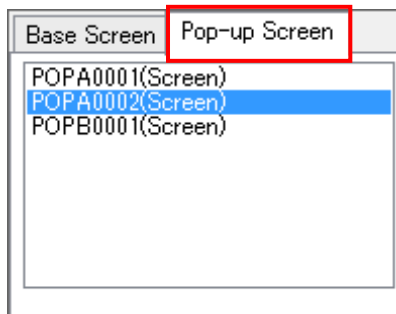 Base Screen Pop-up Screen
POPA0001(Screen)
POPA0002(Screen)
POPB0001(Screen)